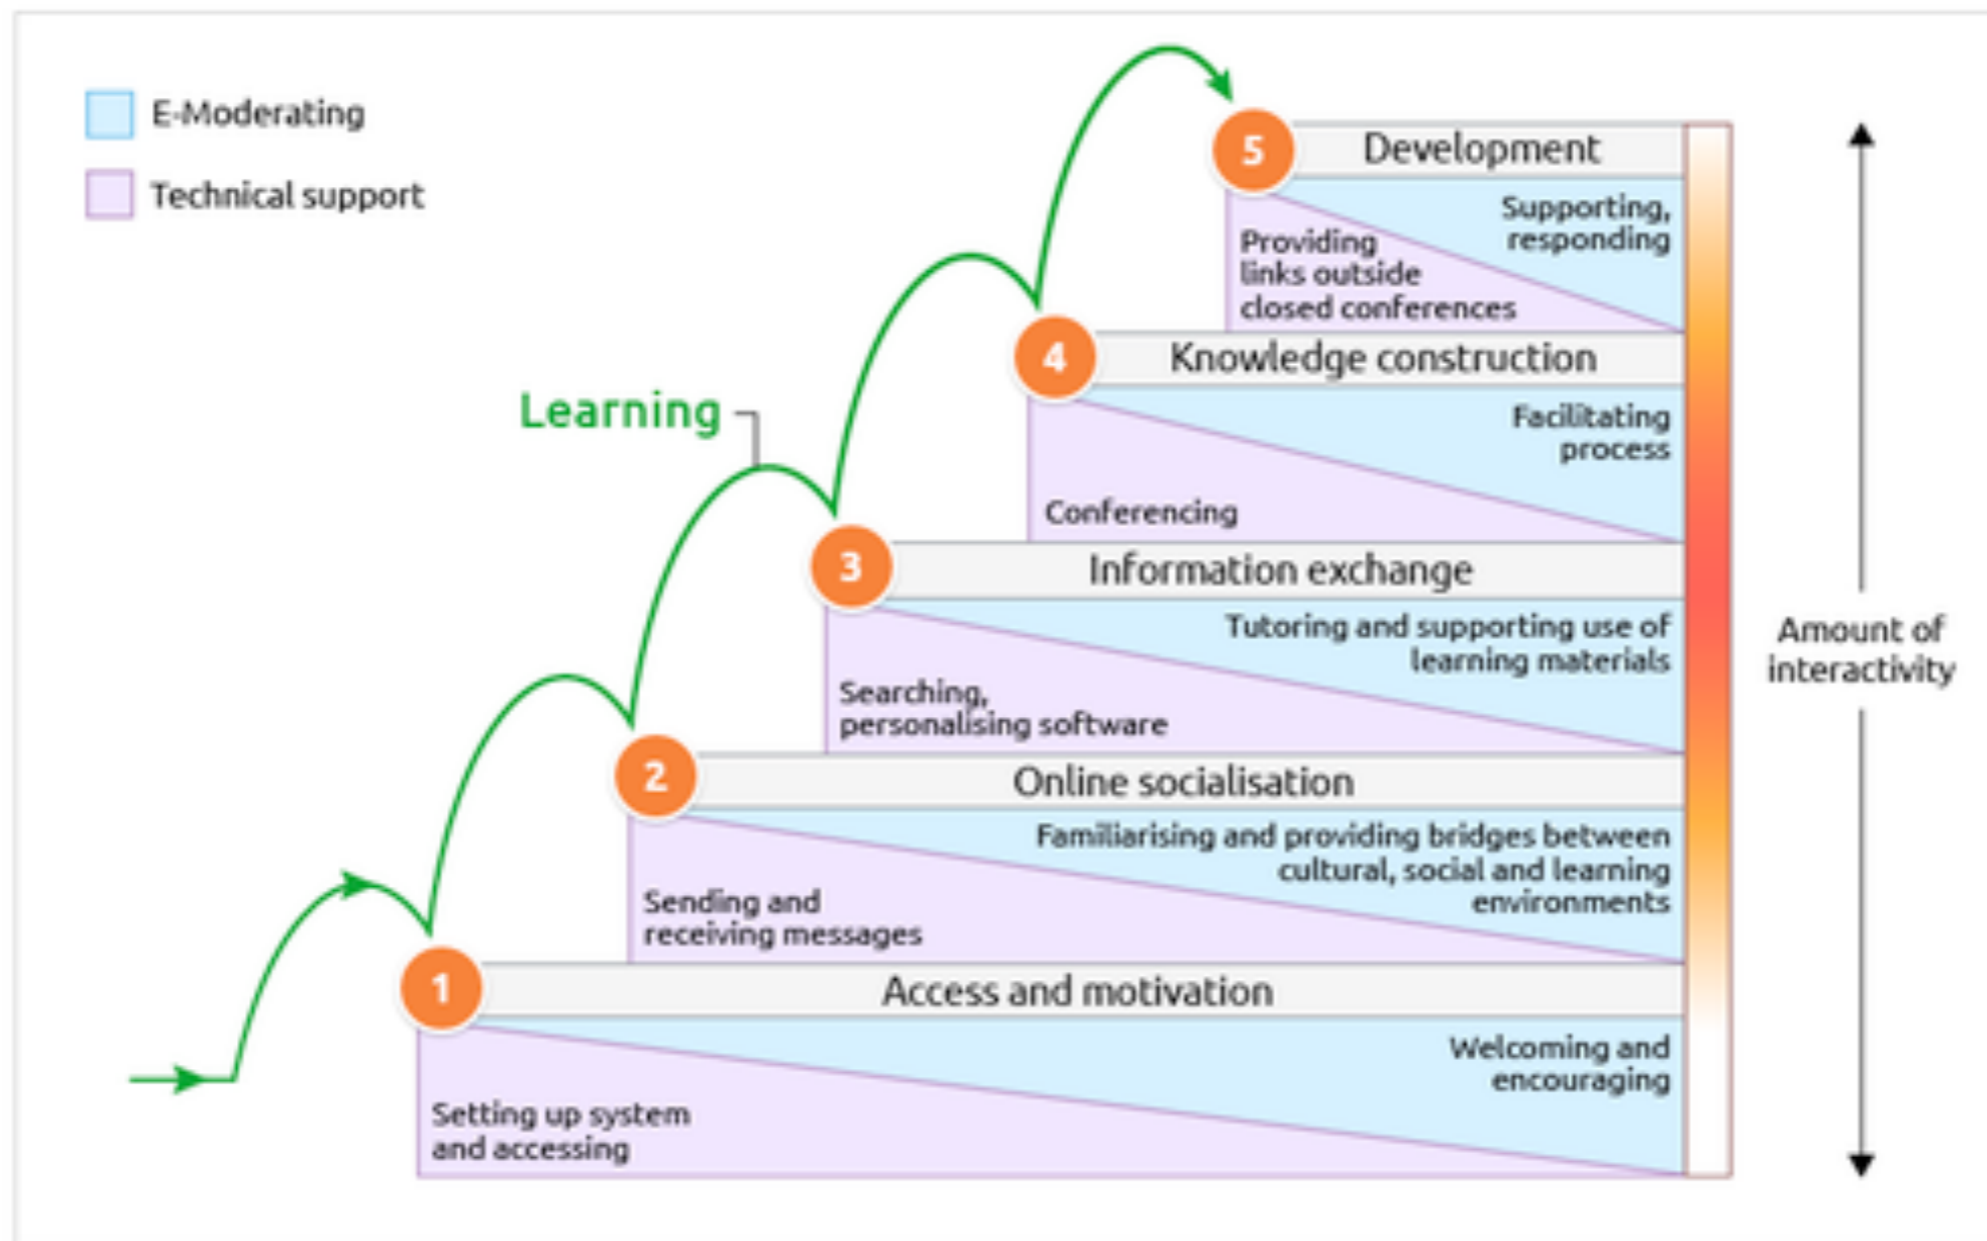 E-Moderating
Technical support
Learning
5
Development
Supporting,
responding
Providing
links outside
closed conferences
4
Knowledge construction
Facilitating
process
Conferencing
3
Information exchange
Tutoring and supporting use of
learning materials
Searching,
personalising software
2
Online socialisation
Familiarising and providing bridges between
cultural, social and learning
environments
Sending and
receiving messages
1
Access and motivation
Welcoming and
encouraging
Setting up system
and accessing
Amount of
interactivity